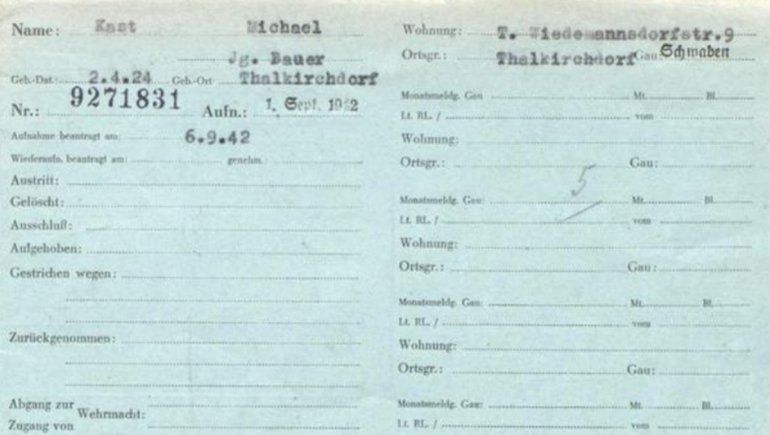 Name: Kast Michael
Jg. Bauer
Geb.-Dat.: 2.4.24 Geb.-Ort Thalkirchdorf
Nr.: 9271831 Aufn.: 1. Sept. 1942
Aufnahme beantragt am: 6.9.42
Wiederaufn. beantragt am: genehm.:
Austritt:
Gelöscht:
Ausschluß:
Aufgehoben:
Gestrichen wegen:
Zurückgenommen:
Abgang zur
Wehrmacht:
Zugang von
Wohnung: T. Wiedemannsdorfstr.9
Ortsgr.: Thalkirchdorf Gau: Schwaben
Monatsmeldg. Gau Mt. Bl.
Lt. RL. / vom
Wohnung:
Ortsgr.: Gau:
5
Monatsmeldg. Gau: Mt. Bl.
Lt. RL. / vom
Wohnung:
Ortsgr.: Gau:
Monatsmeldg. Gau: Mt. Bl.
Lt. RL. / vom
Wohnung:
Ortsgr.: Gau:
Monatsmeldg. Gau: Mt. Bl.
Lt. RL. / vom